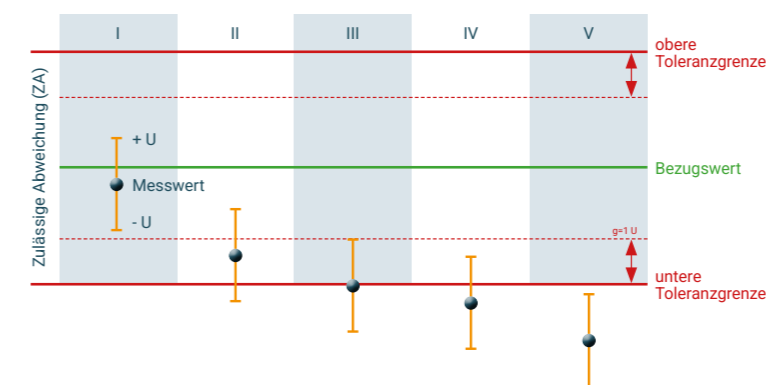 I
II
III
IV
V
obere
Toleranzgrenze
Zulässige Abweichung (ZA)
+ U
Messwert
- U
Bezugswert
g=1 U
untere
Toleranzgrenze